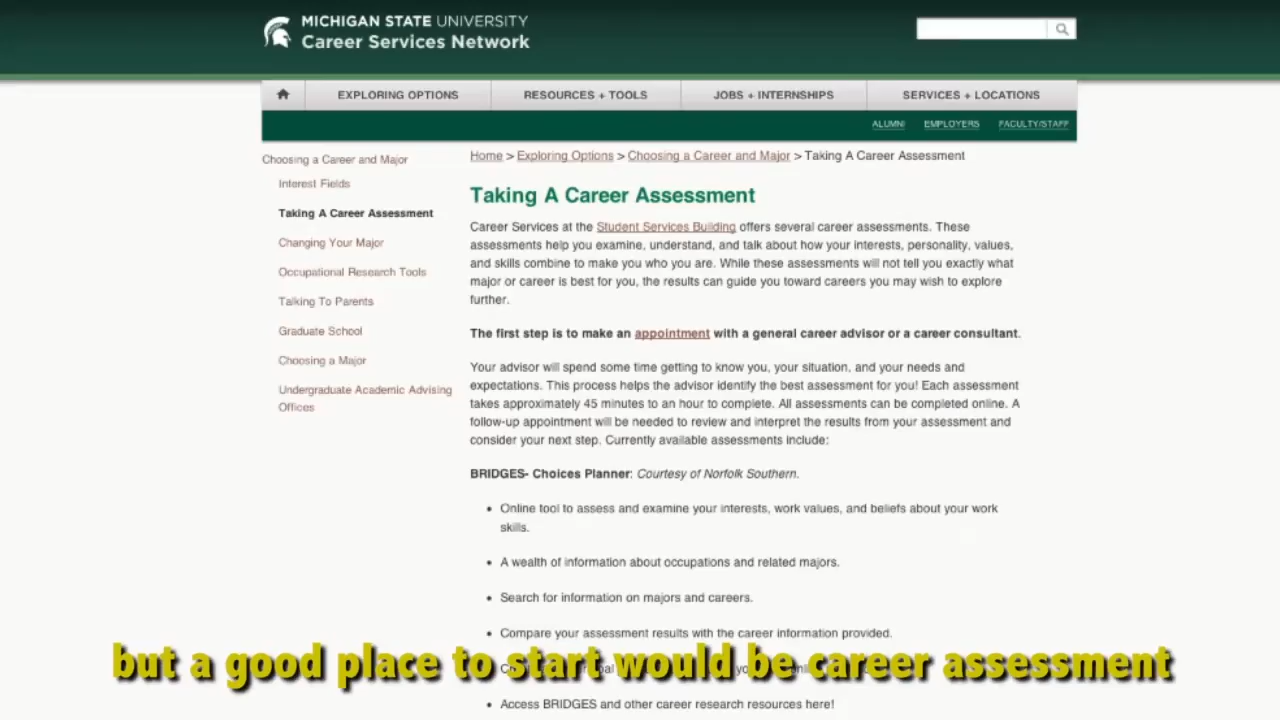 MICHIGAN STATE UNIVERSITY
Career Services Network
EXPLORING OPTIONS
RESOURCES + TOOLS
JOBS + INTERNSHIPS
SERVICES + LOCATIONS
ALUMNI
EMPLOYERS
FACULTY/STAFF
Choosing a Career and Major
Interest Fields
Taking A Career Assessment
Changing Your Major
Occupational Research Tools
Talking To Parents
Graduate School
Choosing a Major
Undergraduate Academic Advising
Offices
Home > Exploring Options > Choosing a Career and Major > Taking A Career Assessment
Taking A Career Assessment
Career Services at the Student Services Building offers several career assessments. These
assessments help you examine, understand, and talk about how your interests, personality, values,
and skills combine to make you who you are. While these assessments will not tell you exactly what
major or career is best for you, the results can guide you toward careers you may wish to explore
further.
The first step is to make an appointment with a general career advisor or a career consultant.
Your advisor will spend some time getting to know you, your situation, and your needs and
expectations. This process helps the advisor identify the best assessment for you! Each assessment
takes approximately 45 minutes to an hour to complete. All assessments can be completed online. A
follow-up appointment will be needed to review and interpret the results from your assessment and
consider your next step. Currently available assessments include:
BRIDGES- Choices Planner: Courtesy of Norfolk Southern.
• Online tool to assess and examine your interests, work values, and beliefs about your work
skills.
• A wealth of information about occupations and related majors.
• Search for information on majors and careers.
• Compare your assessment results with the career information provided.
but a good place to start would be career assessment
• Access BRIDGES and other career research resources here!